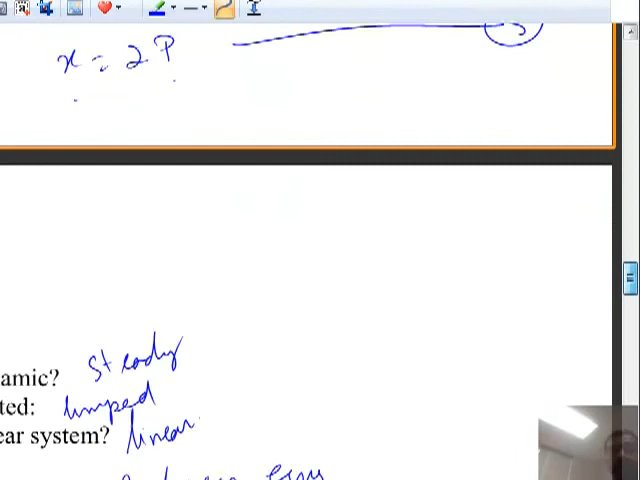 x = 2P
amic? Steady
ted: lumped
ear system? linear